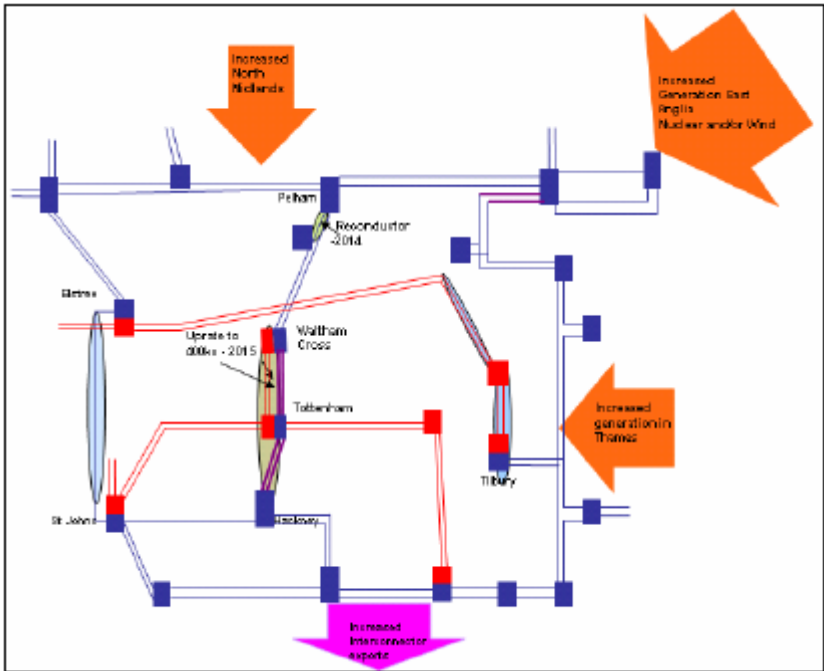 Increased
North
Midlands
Increased
Generation East
Anglia
Nuclear and/or Wind
Pelham
Reconductor
-2014
Elstree
Uprate to
400kv - 2015
Waltham
Cross
Tottenham
Increased
generation in
Thames
Tilbury
St Johns
Hackney
Increased
Interconnector
exports